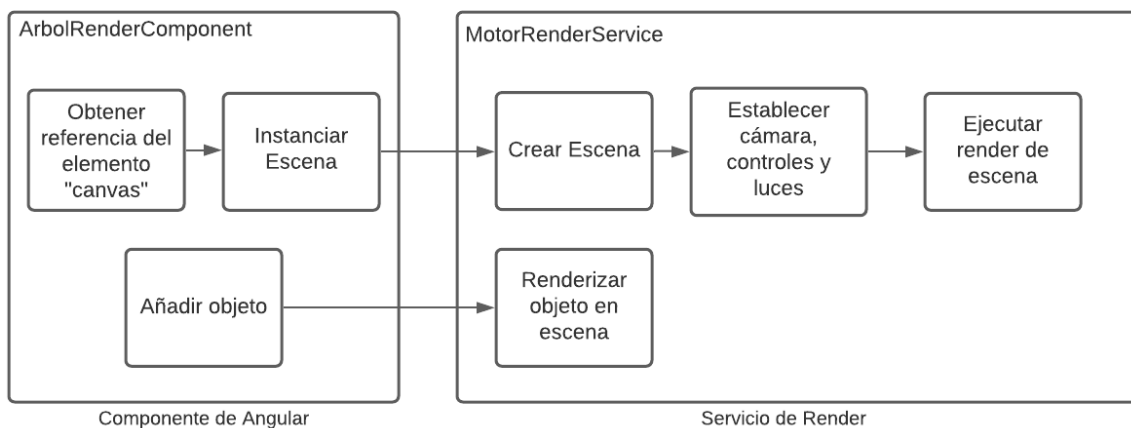 ArbolRenderComponent
Obtener
referencia del
elemento
"canvas"
Instanciar
Escena
Añadir objeto
Componente de Angular
MotorRenderService
Crear Escena
Establecer
cámara,
controles y
luces
Ejecutar
render de
escena
Renderizar
objeto en
escena
Servicio de Render